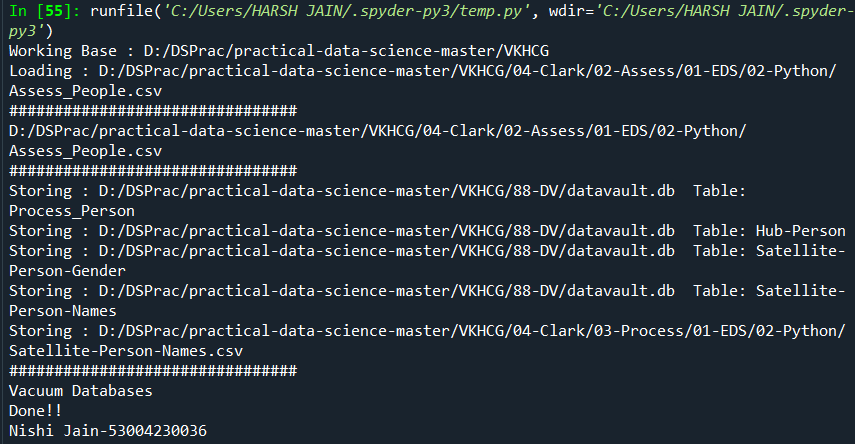 In [55]: runfile('C:/Users/HARSH JAIN/.spyder-py3/temp.py', wdir='C:/Users/HARSH JAIN/.spyder-
py3')
Working Base : D:/DSPrac/practical-data-science-master/VKHCG
Loading : D:/DSPrac/practical-data-science-master/VKHCG/04-Clark/02-Assess/01-EDS/02-Python/
Assess_People.csv
################################
D:/DSPrac/practical-data-science-master/VKHCG/04-Clark/02-Assess/01-EDS/02-Python/
Assess_People.csv
################################
Storing : D:/DSPrac/practical-data-science-master/VKHCG/88-DV/datavault.db  Table:
Process_Person
Storing : D:/DSPrac/practical-data-science-master/VKHCG/88-DV/datavault.db  Table: Hub-Person
Storing : D:/DSPrac/practical-data-science-master/VKHCG/88-DV/datavault.db  Table: Satellite-
Person-Gender
Storing : D:/DSPrac/practical-data-science-master/VKHCG/88-DV/datavault.db  Table: Satellite-
Person-Names
Storing : D:/DSPrac/practical-data-science-master/VKHCG/04-Clark/03-Process/01-EDS/02-Python/
Satellite-Person-Names.csv
################################
Vacuum Databases
Done!!
Nishi Jain-53004230036